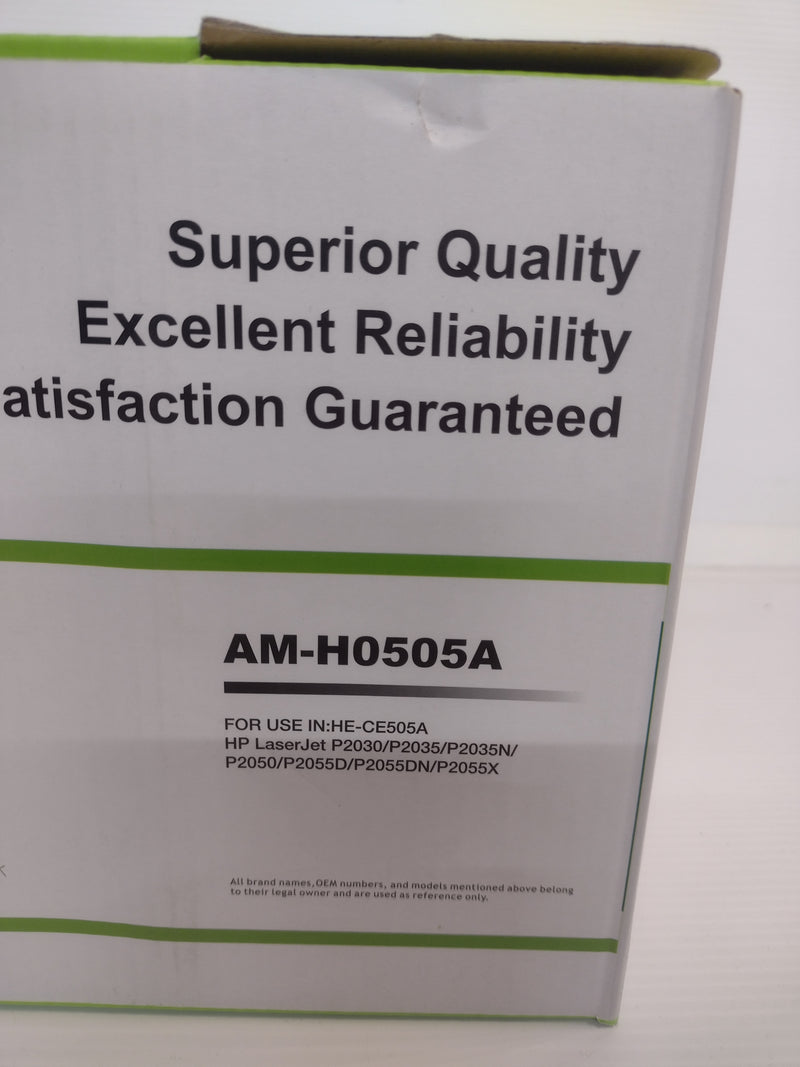 Superior Quality
Excellent Reliability
atisfaction Guaranteed
AM-H0505A
FOR USE IN:HE-CE505A
HP LaserJet P2030/P2035/P2035N/
P2050/P2055D/P2055DN/P2055X
All brand names,OEM numbers, and models mentioned above belong
to their legal owner and are used as reference only.